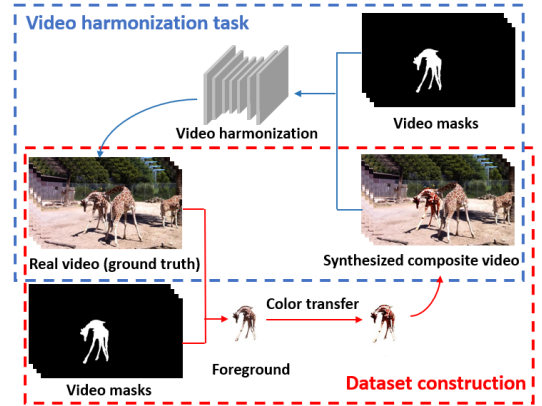 Video harmonization task
Video harmonization
Video masks
Real video (ground truth)
Synthesized composite video
Color transfer
Foreground
Video masks
Dataset construction